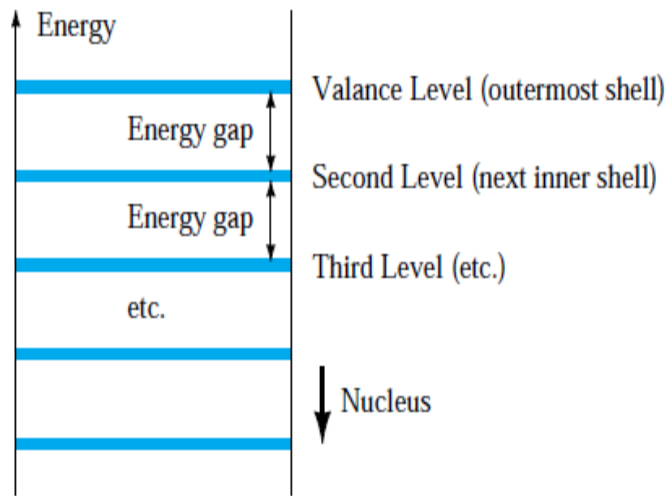 Energy
Valance Level (outermost shell)
Energy gap
Second Level (next inner shell)
Energy gap
Third Level (etc.)
etc.
Nucleus